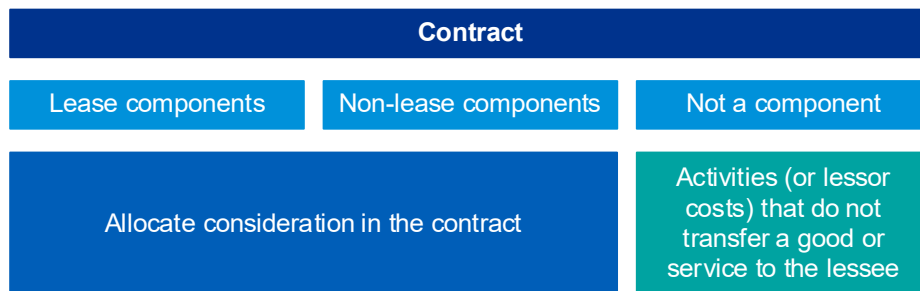 Contract
Lease components
Non-lease components
Not a component
Allocate consideration in the contract
Activities (or lessor
costs) that do not
transfer a good or
service to the lessee